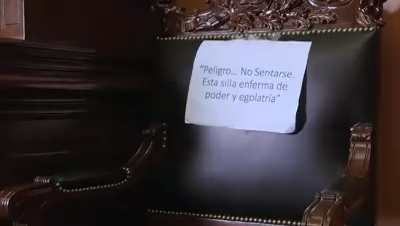 "Peligro... No Sentarse.
Esta silla enferma de
poder y egolatría"